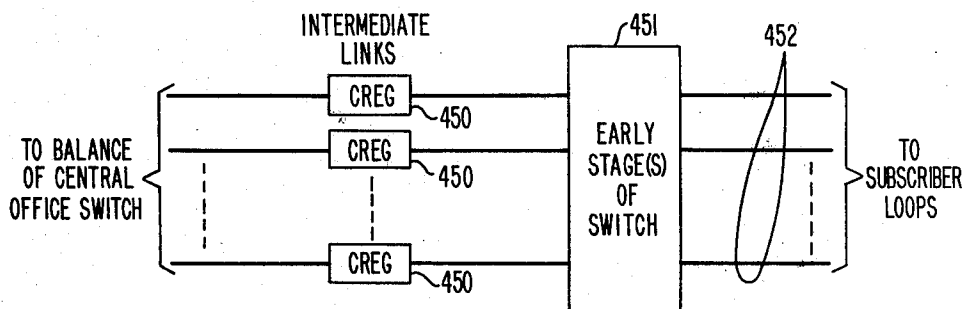 INTERMEDIATE
LINKS
451
452
CREG
450
CREG
450
CREG
450
TO BALANCE
OF CENTRAL
OFFICE SWITCH
EARLY
STAGE(S)
OF
SWITCH
TO
SUBSCRIBER
LOOPS